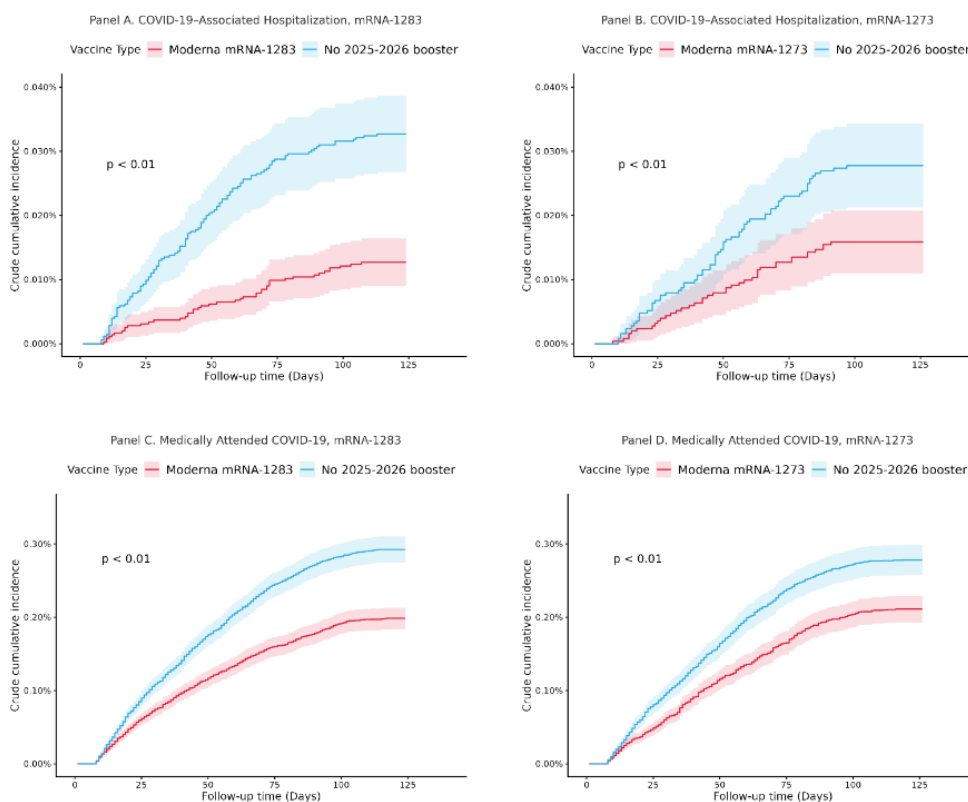 Panel A. COVID-19–Associated Hospitalization, mRNA-1283
Vaccine Type Moderna mRNA-1283 No 2025-2026 booster
0.040%
0.030%
0.020%
0.010%
0.000%
Crude cumulative incidence
p < 0.01
0 25 50 75 100 125
Follow-up time (Days)
Panel B. COVID-19–Associated Hospitalization, mRNA-1273
Vaccine Type Moderna mRNA-1273 No 2025-2026 booster
0.040%
0.030%
0.020%
0.010%
0.000%
Crude cumulative incidence
p < 0.01
0 25 50 75 100 125
Follow-up time (Days)
Panel C. Medically Attended COVID-19, mRNA-1283
Vaccine Type Moderna mRNA-1283 No 2025-2026 booster
0.30%
0.20%
0.10%
0.00%
Crude cumulative incidence
p < 0.01
0 25 50 75 100 125
Follow-up time (Days)
Panel D. Medically Attended COVID-19, mRNA-1273
Vaccine Type Moderna mRNA-1273 No 2025-2026 booster
0.30%
0.20%
0.10%
0.00%
Crude cumulative incidence
p < 0.01
0 25 50 75 100 125
Follow-up time (Days)